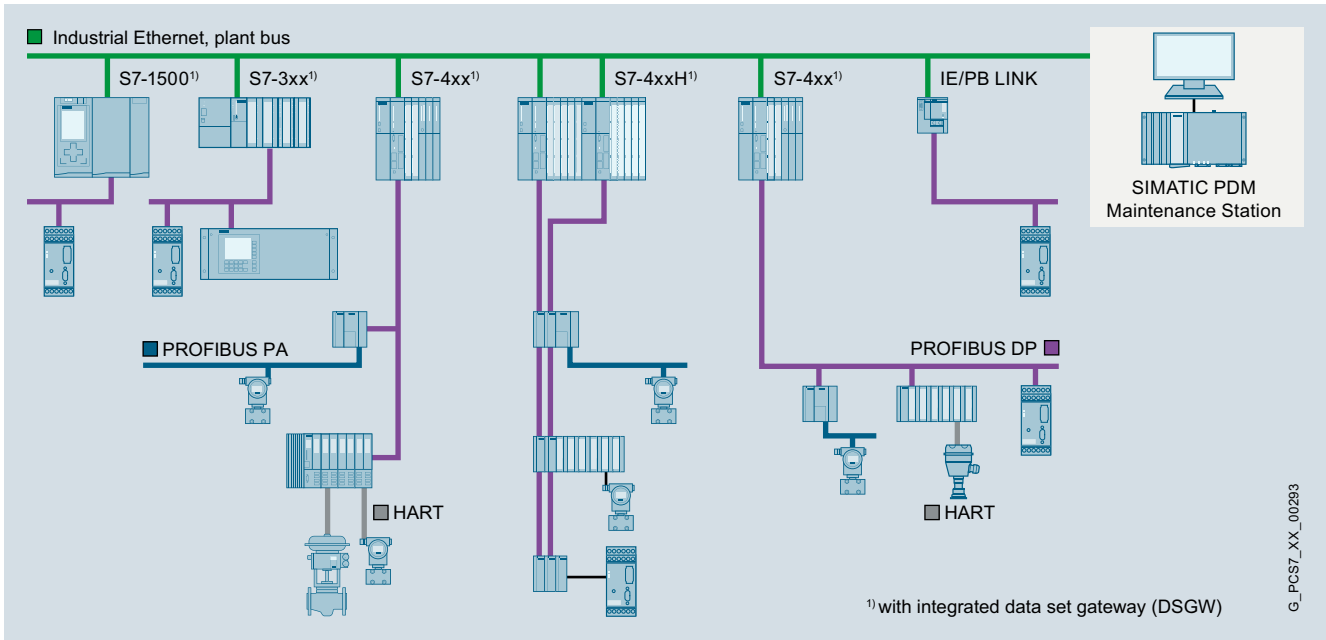 Industrial Ethernet, plant bus
S7-1500¹⁾
S7-3xx¹⁾
S7-4xx¹⁾
S7-4xxH¹⁾
S7-4xx¹⁾
IE/PB LINK
SIMATIC PDM
Maintenance Station
PROFIBUS PA
PROFIBUS DP
HART
HART
¹⁾ with integrated data set gateway (DSGW)
G_PCS7_XX_00293